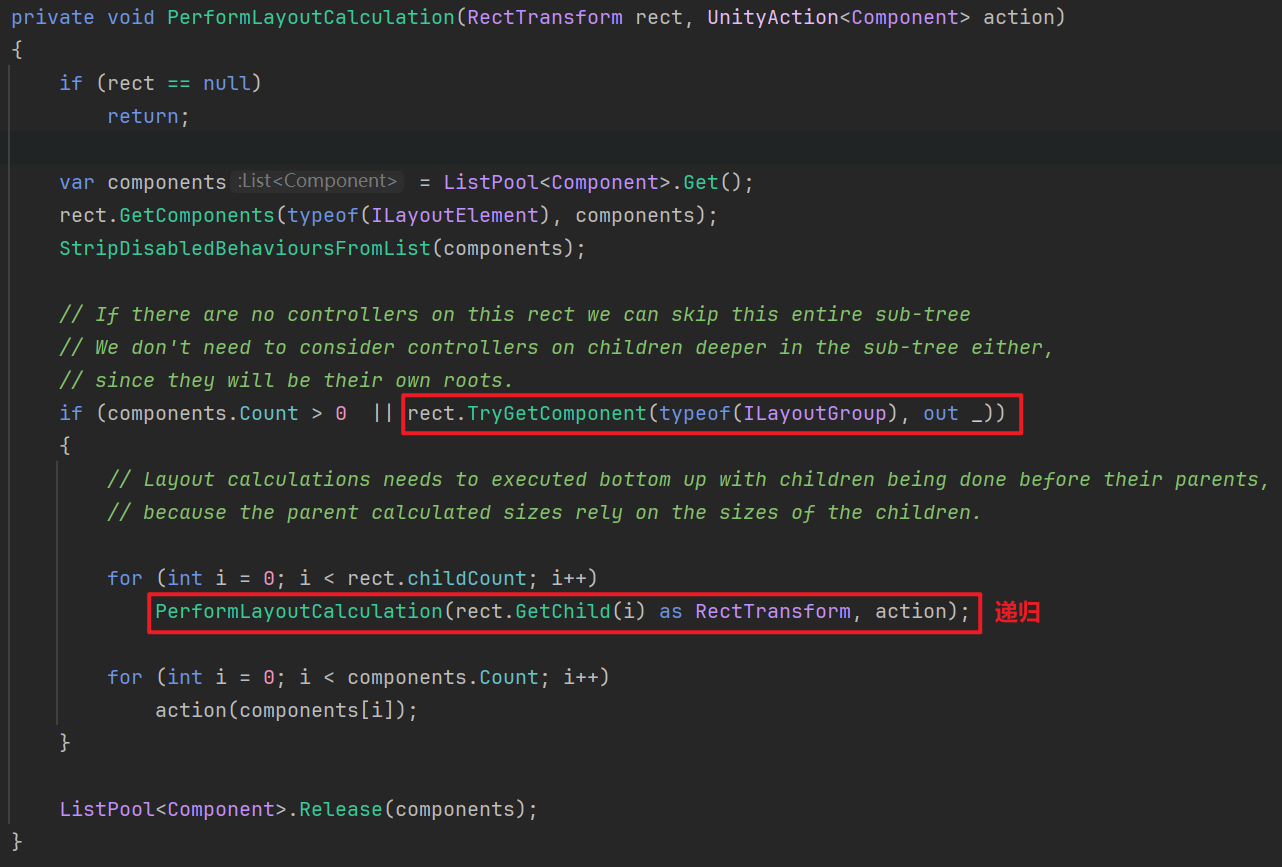 private void PerformLayoutCalculation(RectTransform rect, UnityAction<Component> action)
{
    if (rect == null)
        return;

    var components :List<Component> = ListPool<Component>.Get();
    rect.GetComponents(typeof(ILayoutElement), components);
    StripDisabledBehavioursFromList(components);

    // If there are no controllers on this rect we can skip this entire sub-tree
    // We don't need to consider controllers on children deeper in the sub-tree either,
    // since they will be their own roots.
    if (components.Count > 0  || rect.TryGetComponent(typeof(ILayoutGroup), out _))
    {
        // Layout calculations needs to executed bottom up with children being done before their parents,
        // because the parent calculated sizes rely on the sizes of the children.

        for (int i = 0; i < rect.childCount; i++)
            PerformLayoutCalculation(rect.GetChild(i) as RectTransform, action); 递归

        for (int i = 0; i < components.Count; i++)
            action(components[i]);
    }

    ListPool<Component>.Release(components);
}